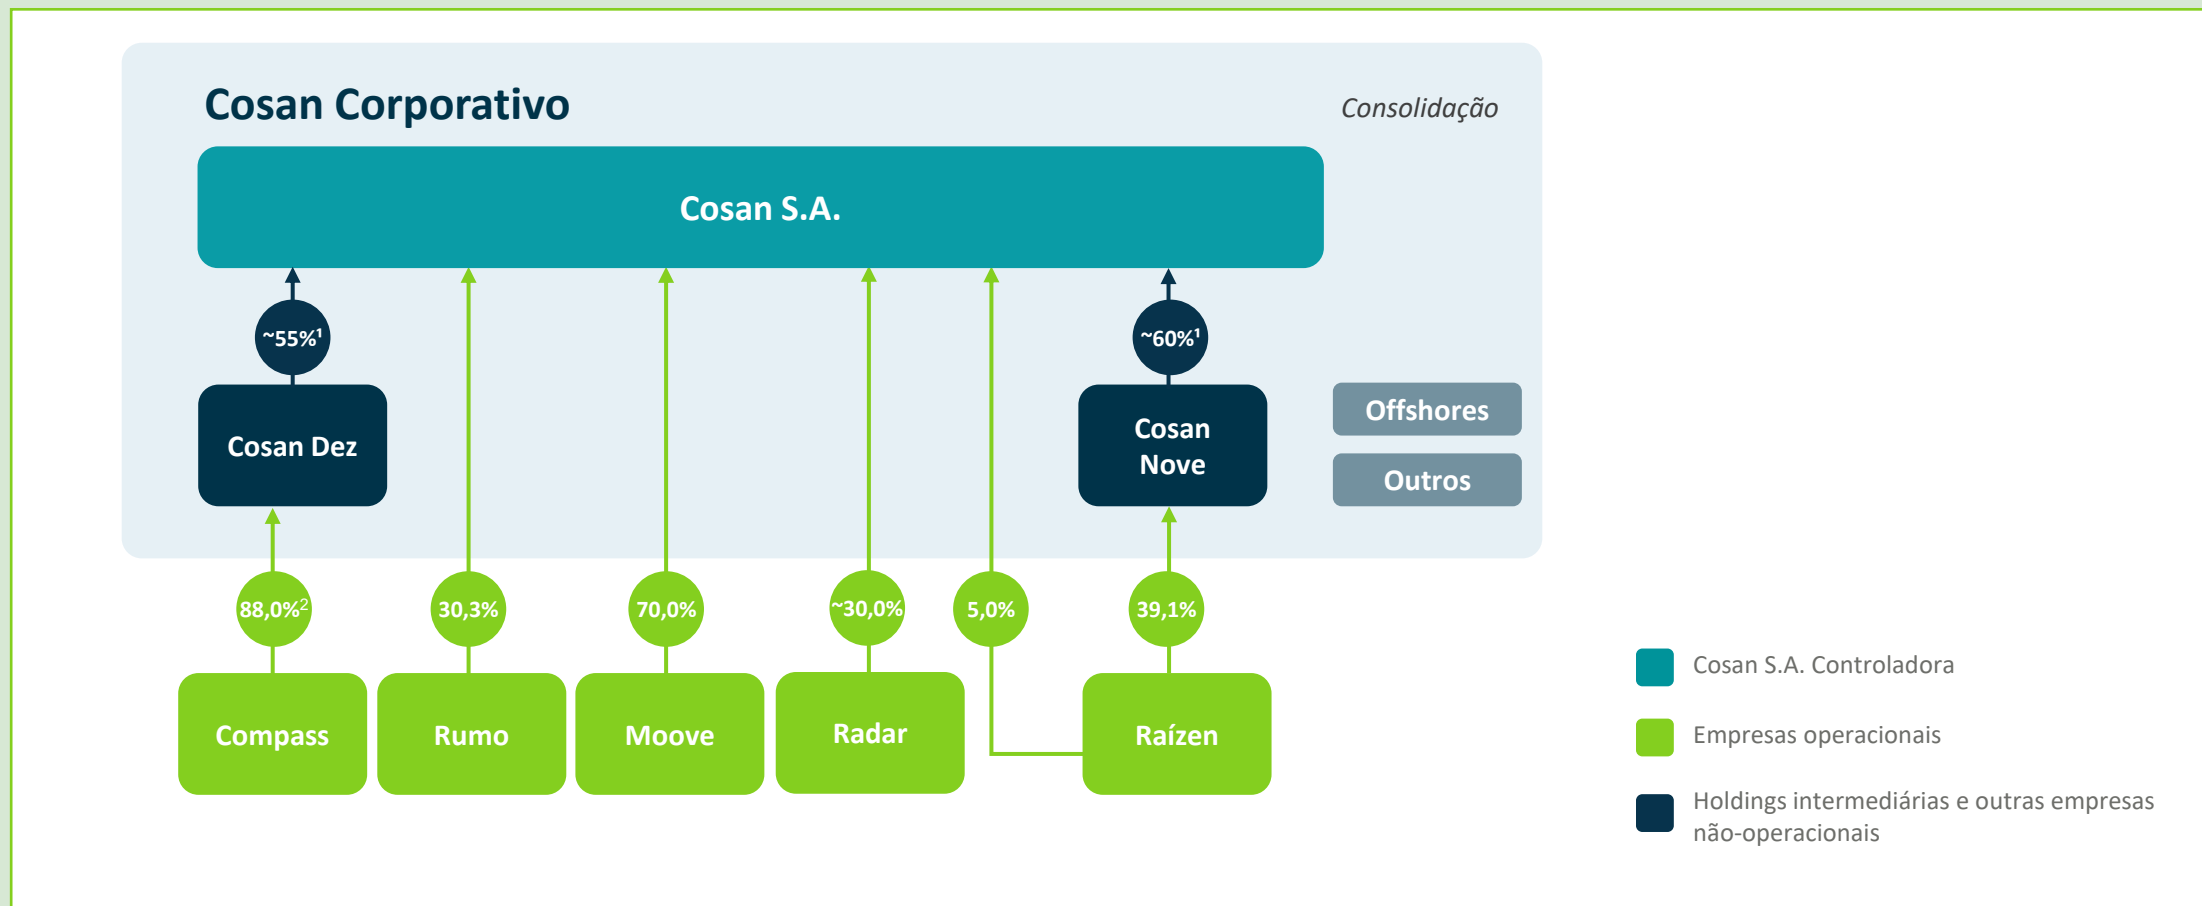 Cosan Corporativo
Consolidação
Cosan S.A.
~55%¹
~60%¹
Cosan Dez
Cosan
Nove
Offshores
Outros
88,0%²
30,3%
70,0%
~30,0%
5,0%
39,1%
Compass
Rumo
Moove
Radar
Raízen
Cosan S.A. Controladora
Empresas operacionais
Holdings intermediárias e outras empresas
não-operacionais